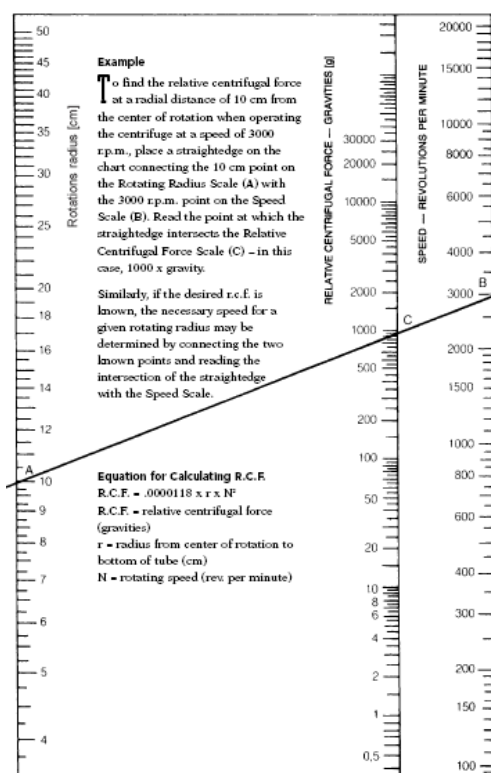 Example
To find the relative centrifugal force
at a radial distance of 10 cm from
the center of rotation when operating
the centrifuge at a speed of 3000
r.p.m., place a straightedge on the
chart connecting the 10 cm point on
the Rotating Radius Scale (A) with
the 3000 r.p.m. point on the Speed
Scale (B). Read the point at which the
straightedge intersects the Relative
Centrifugal Force Scale (C) – in this
case, 1000 x gravity.
Similarly, if the desired r.c.f. is
known, the necessary speed for a
given rotating radius may be
determined by connecting the two
known points and reading the
intersection of the straightedge
with the Speed Scale.
Equation for Calculating R.C.F.
R.C.F. = .0000118 x r x N²
R.C.F. = relative centrifugal force
(gravities)
r = radius from center of rotation to
bottom of tube (cm)
N = rotating speed (rev. per minute)
Rotations radius [cm]
50
45
40
35
30
25
20
18
16
14
12
A
10
9
8
7
6
5
4
RELATIVE CENTRIFUGAL FORCE — GRAVITIES [g]
30000
20000
10000
5000
2000
C
1000
500
200
100
50
20
10
8
6
4
2
1
0,5
SPEED — REVOLUTIONS PER MINUTE
20000
15000
10000
8000
6000
4000
B
3000
2000
1500
1000
800
600
400
300
200
150
100